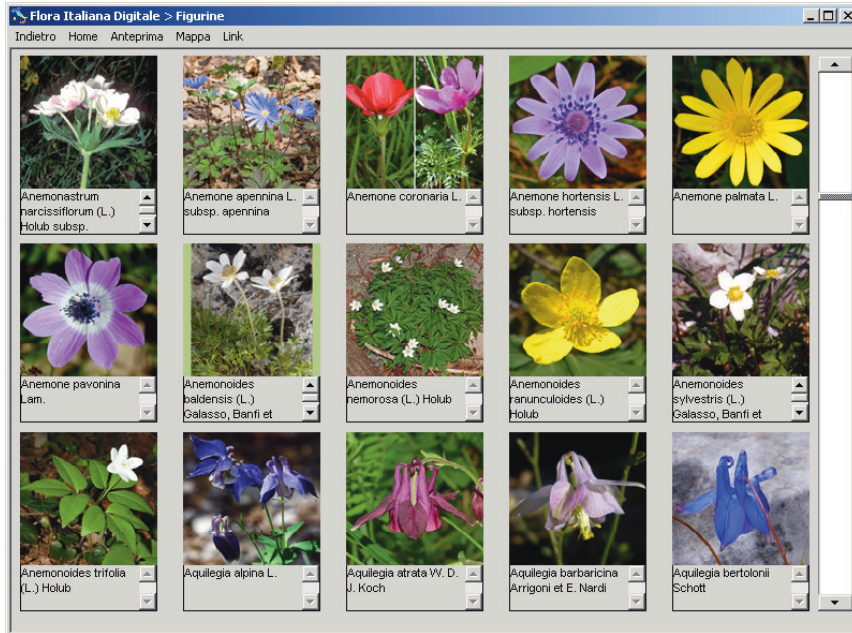 Flora Italiana Digitale > Figurine
Indietro Home Anteprima Mappa Link
Anemonastrum
narcissiflorum (L.)
Holub subsp.
Anemone apennina L.
subsp. apennina
Anemone coronaria L.
Anemone hortensis L.
subsp. hortensis
Anemone palmata L.
Anemone pavonina
Lam.
Anemonoides
baldensis (L.)
Galasso, Banfi et
Anemonoides
nemorosa (L.) Holub
Anemonoides
ranunculoides (L.)
Holub
Anemonoides
sylvestris (L.)
Galasso, Banfi et
Anemonoides trifolia
(L.) Holub
Aquilegia alpina L.
Aquilegia atrata W. D.
J. Koch
Aquilegia barbaricina
Arrigoni et E. Nardi
Aquilegia bertolonii
Schott